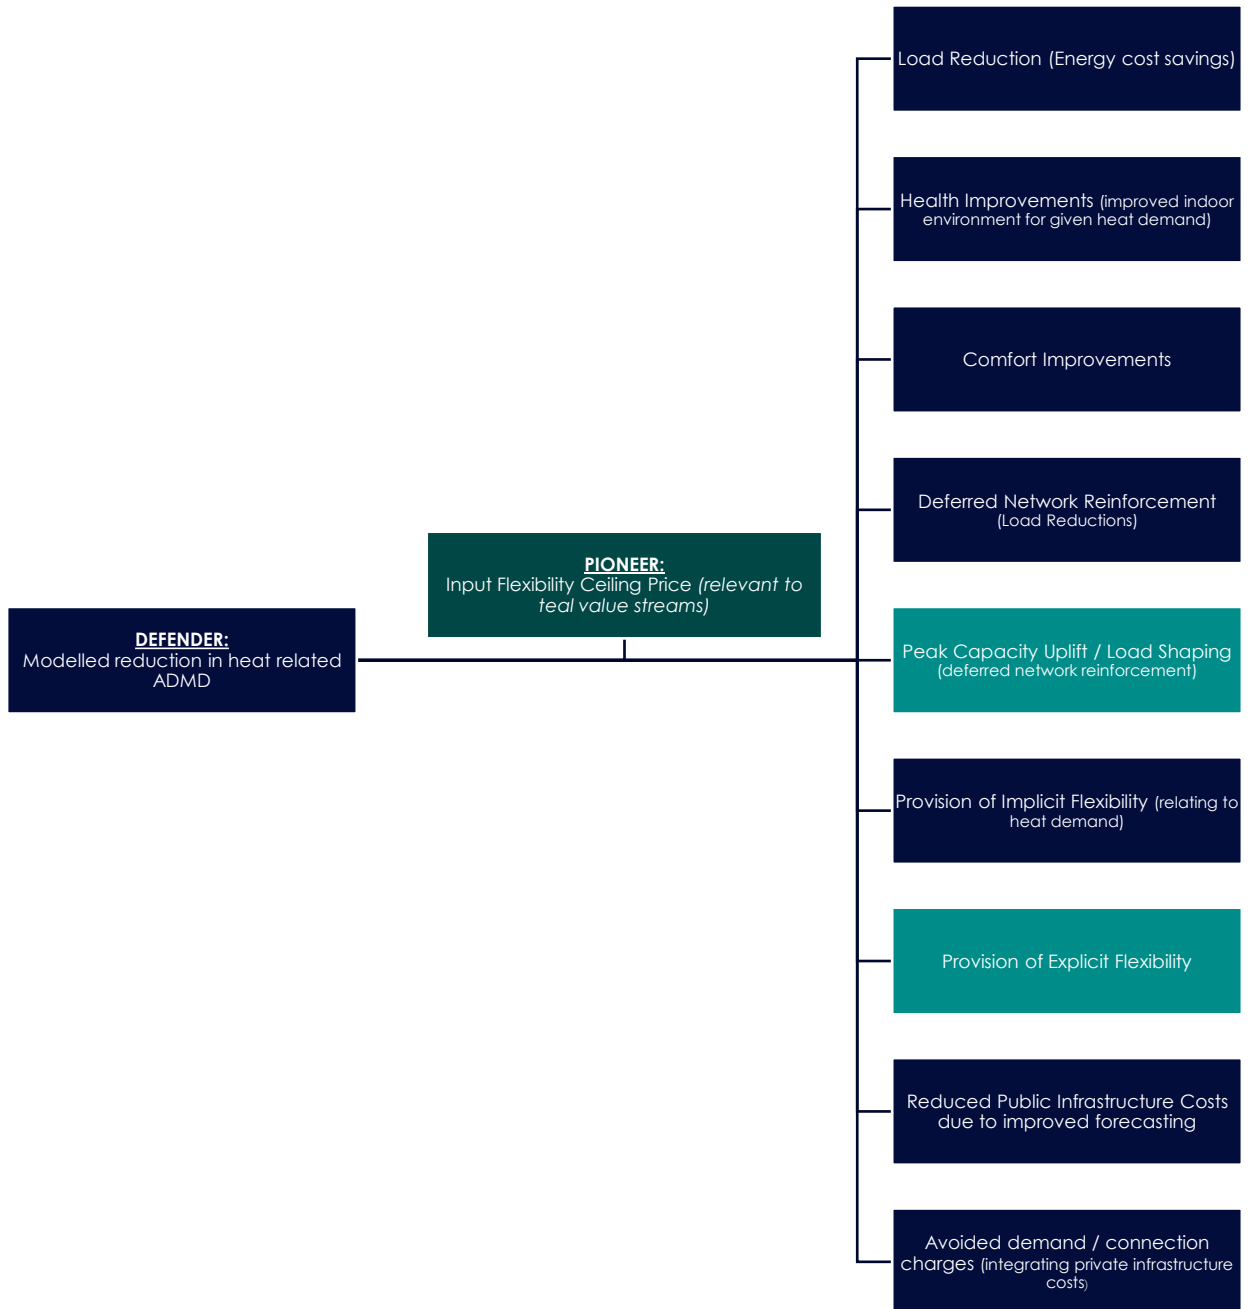 DEFENDER:
Modelled reduction in heat related
ADMD
PIONEER:
Input Flexibility Ceiling Price (relevant to
teal value streams)
Load Reduction (Energy cost savings)
Health Improvements (improved indoor
environment for given heat demand)
Comfort Improvements
Deferred Network Reinforcement
(Load Reductions)
Peak Capacity Uplift / Load Shaping
(deferred network reinforcement)
Provision of Implicit Flexibility (relating to
heat demand)
Provision of Explicit Flexibility
Reduced Public Infrastructure Costs
due to improved forecasting
Avoided demand / connection
charges (integrating private infrastructure
costs)